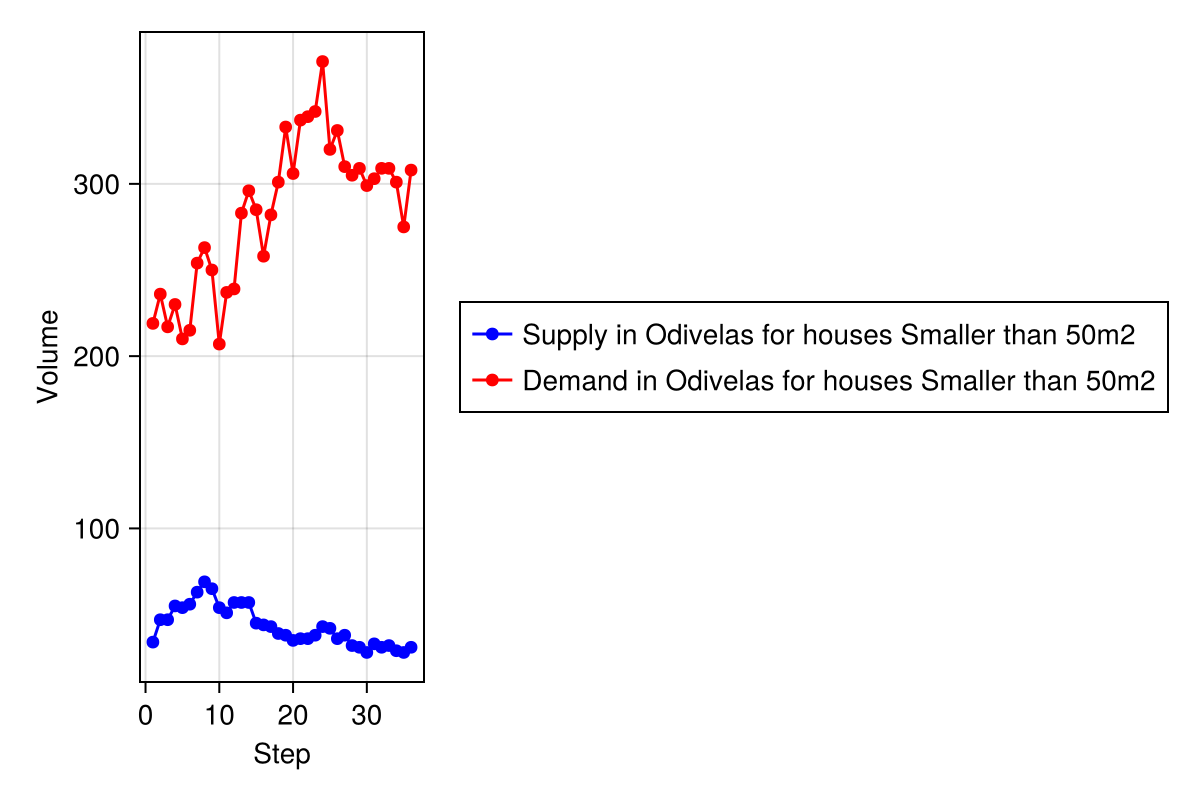 Volume
300
200
100
0 10 20 30
Step
Supply in Odivelas for houses Smaller than 50m2
Demand in Odivelas for houses Smaller than 50m2